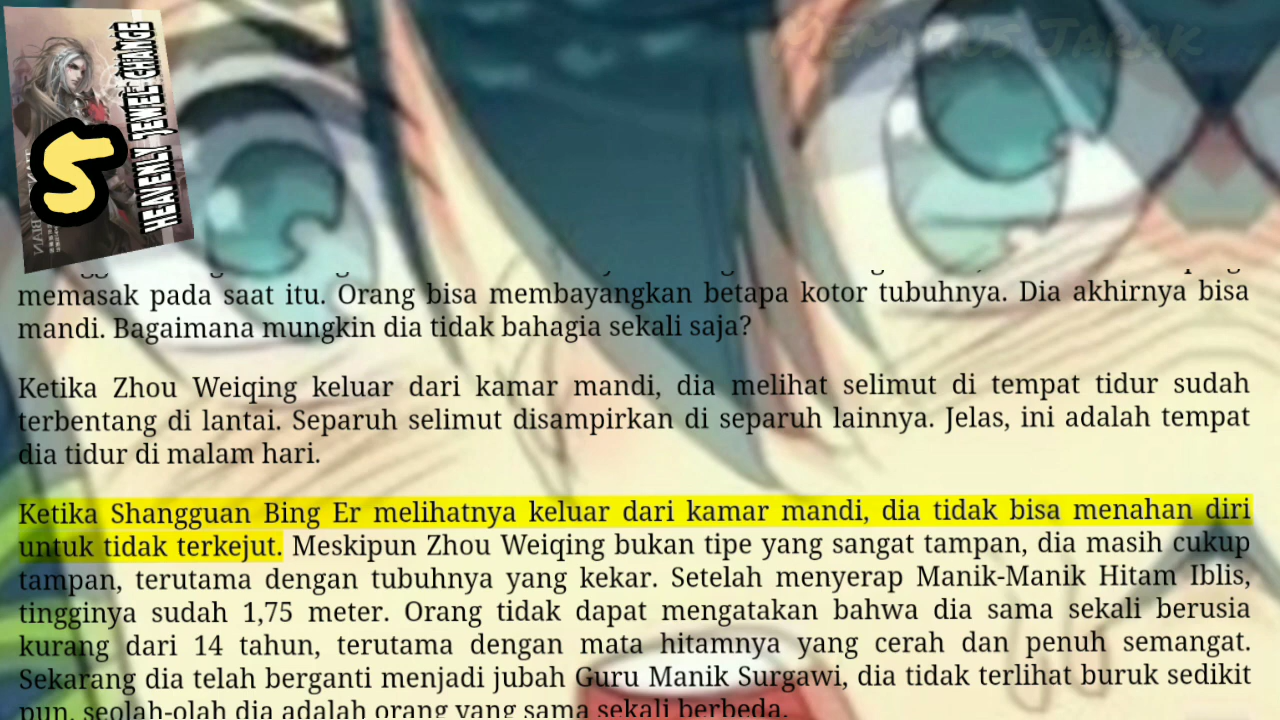 Memutus Jarak
HEAVENLY JEWEL CHANGE
5
memasak pada saat itu. Orang bisa membayangkan betapa kotor tubuhnya. Dia akhirnya bisa
mandi. Bagaimana mungkin dia tidak bahagia sekali saja?
Ketika Zhou Weiqing keluar dari kamar mandi, dia melihat selimut di tempat tidur sudah
terbentang di lantai. Separuh selimut disampirkan di separuh lainnya. Jelas, ini adalah tempat
dia tidur di malam hari.
Ketika Shangguan Bing Er melihatnya keluar dari kamar mandi, dia tidak bisa menahan diri
untuk tidak terkejut. Meskipun Zhou Weiqing bukan tipe yang sangat tampan, dia masih cukup
tampan, terutama dengan tubuhnya yang kekar. Setelah menyerap Manik-Manik Hitam Iblis,
tingginya sudah 1,75 meter. Orang tidak dapat mengatakan bahwa dia sama sekali berusia
kurang dari 14 tahun, terutama dengan mata hitamnya yang cerah dan penuh semangat.
Sekarang dia telah berganti menjadi jubah Guru Manik Surgawi, dia tidak terlihat buruk sedikit
pun, seolah-olah dia adalah orang yang sama sekali berbeda.